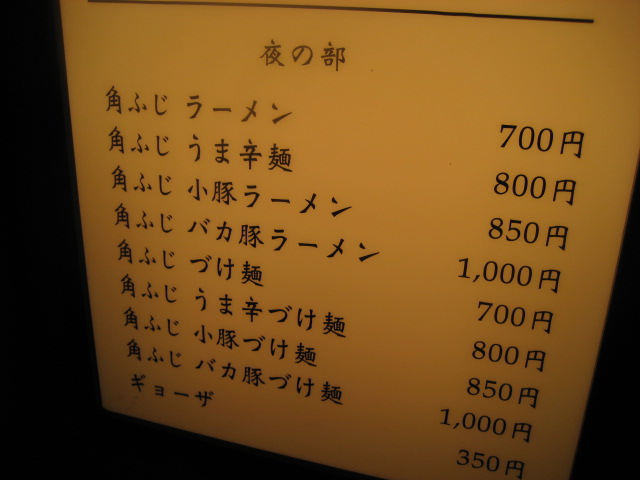 夜の部
角ふじ ラーメン 700円
角ふじ うま辛麺 800円
角ふじ 小豚ラーメン 850円
角ふじ バカ豚ラーメン 1,000円
角ふじ づけ麺 700円
角ふじ うま辛づけ麺 800円
角ふじ 小豚づけ麺 850円
角ふじ バカ豚づけ麺 1,000円
ギョーザ 350円